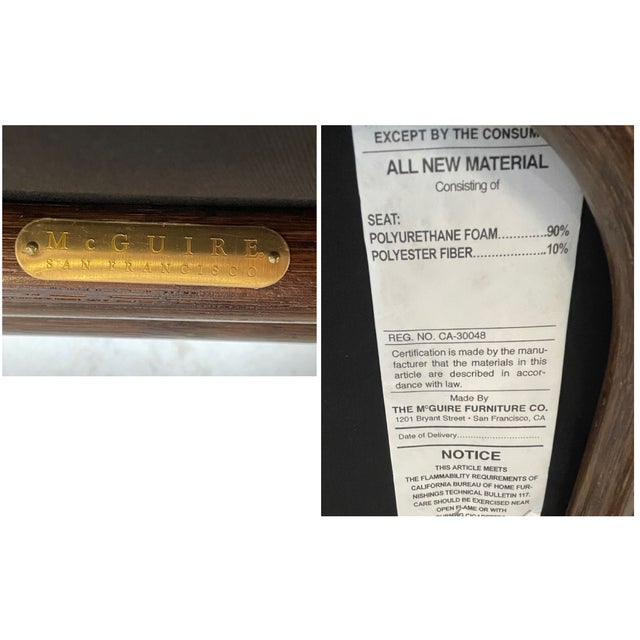 McGUIRE
SAN FRANCISCO
EXCEPT BY THE CONSUM
ALL NEW MATERIAL
Consisting of
SEAT:
POLYURETHANE FOAM............90%
POLYESTER FIBER..................10%
REG. NO. CA-30048
Certification is made by the manu-
facturer that the materials in this
article are described in accor-
dance with law.
Made By
THE McGUIRE FURNITURE CO.
1201 Bryant Street • San Francisco, CA
Date of Delivery............................
NOTICE
THIS ARTICLE MEETS
THE FLAMMABILITY REQUIREMENTS OF
CALIFORNIA BUREAU OF HOME FUR-
NISHINGS TECHNICAL BULLETIN 117.
CARE SHOULD BE EXERCISED NEAR
OPEN FLAME OR WITH